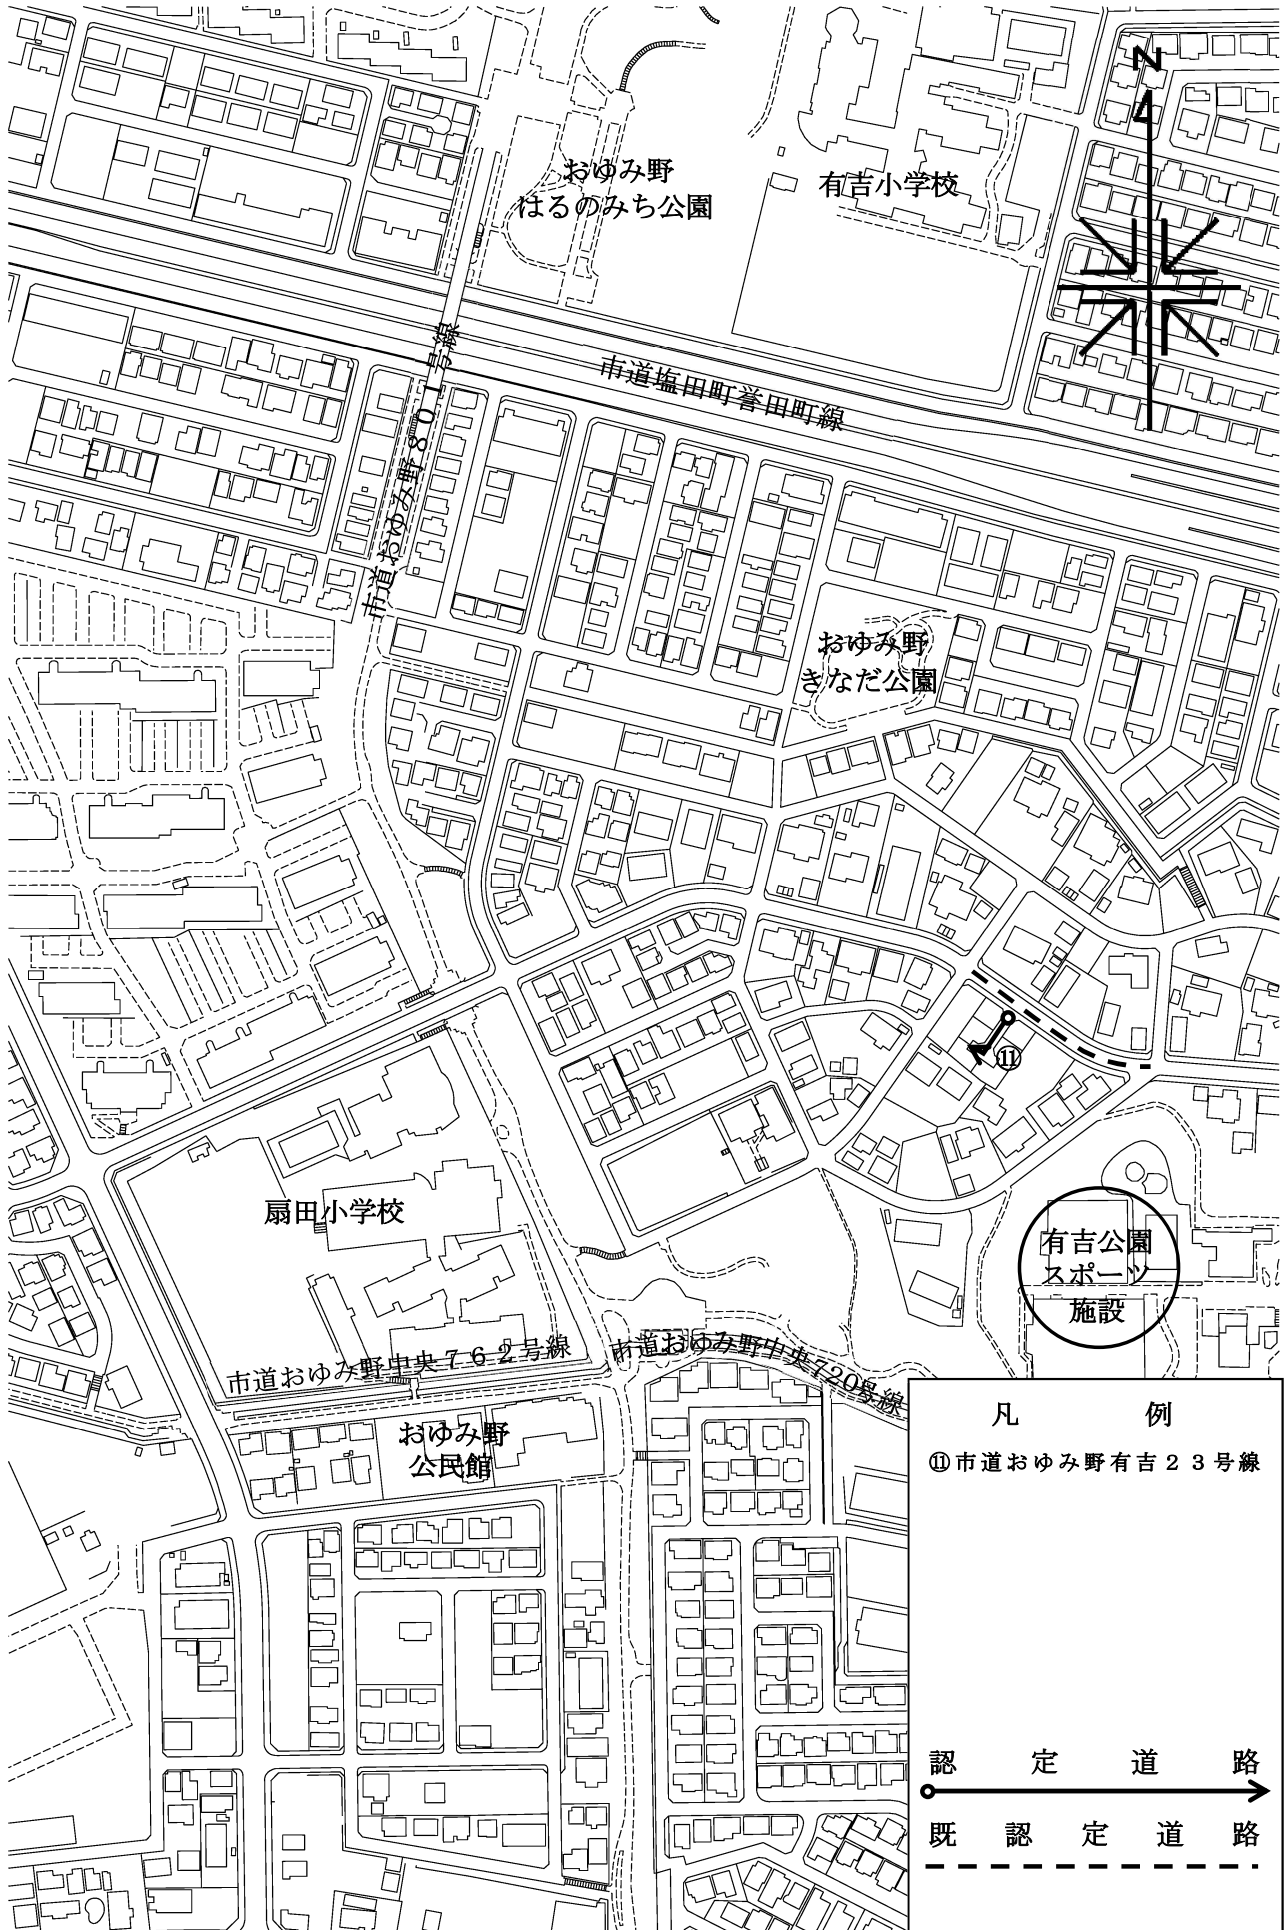 おゆみ野
はるのみち公園
有吉小学校
N
市道塩田町誉田町線
市道おゆみ野８０１号線
おゆみ野
きなだ公園
⑪
扇田小学校
有吉公園
スポーツ
施設
市道おゆみ野中央７６２号線
市道おゆみ野中央720号線
おゆみ野
公民館
凡例
⑪市道おゆみ野有吉２３号線
認定道路
既認定道路